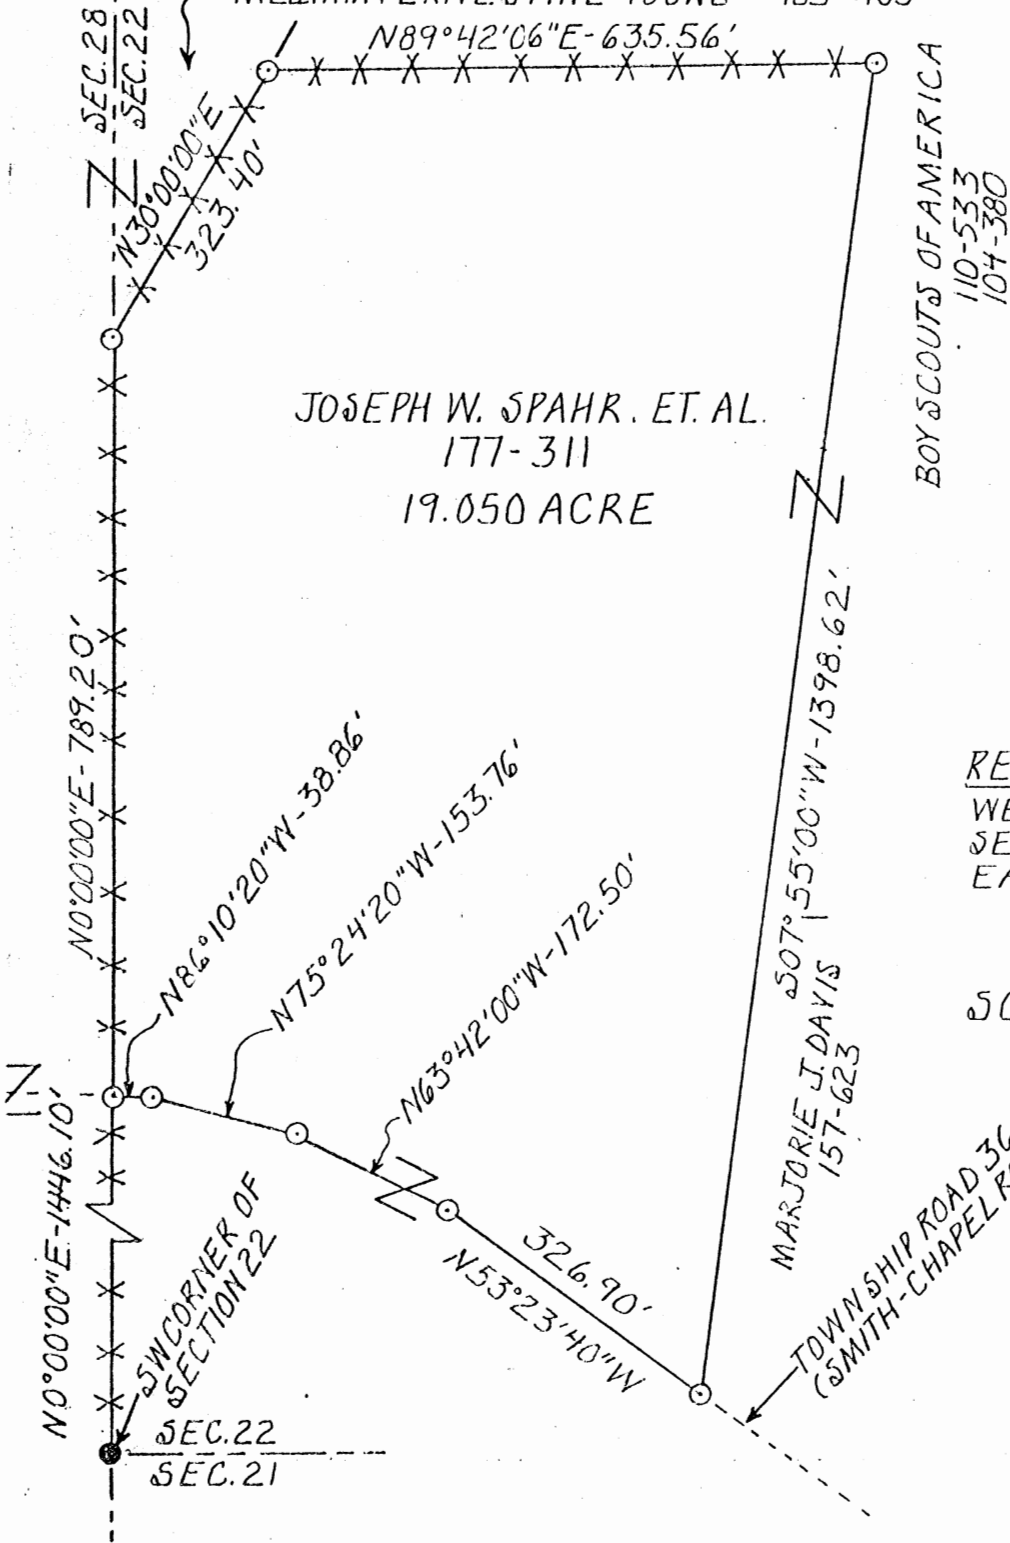 SEC.28
SEC.22
N89°42'06"E-635.56'
N30°00'00"E
323.40'
BOY SCOUTS OF AMERICA
110-533
104-380
JOSEPH W. SPAHR. ET. AL.
177-311
19.050 ACRE
N0°00'00"E-789.20'
N86°10'20"W-38.86'
N75°24'20"W-153.76'
N63°42'00"W-172.50'
S07°55'00"W-1398.62'
MARJORIE J. DAVIS
157-623
326.90'
N53°23'40"W
TOWNSHIP ROAD
(SMITH-CHAPEL
N0°00'00"E-1446.10'
SW CORNER OF
SECTION 22
SEC.22
SEC.21